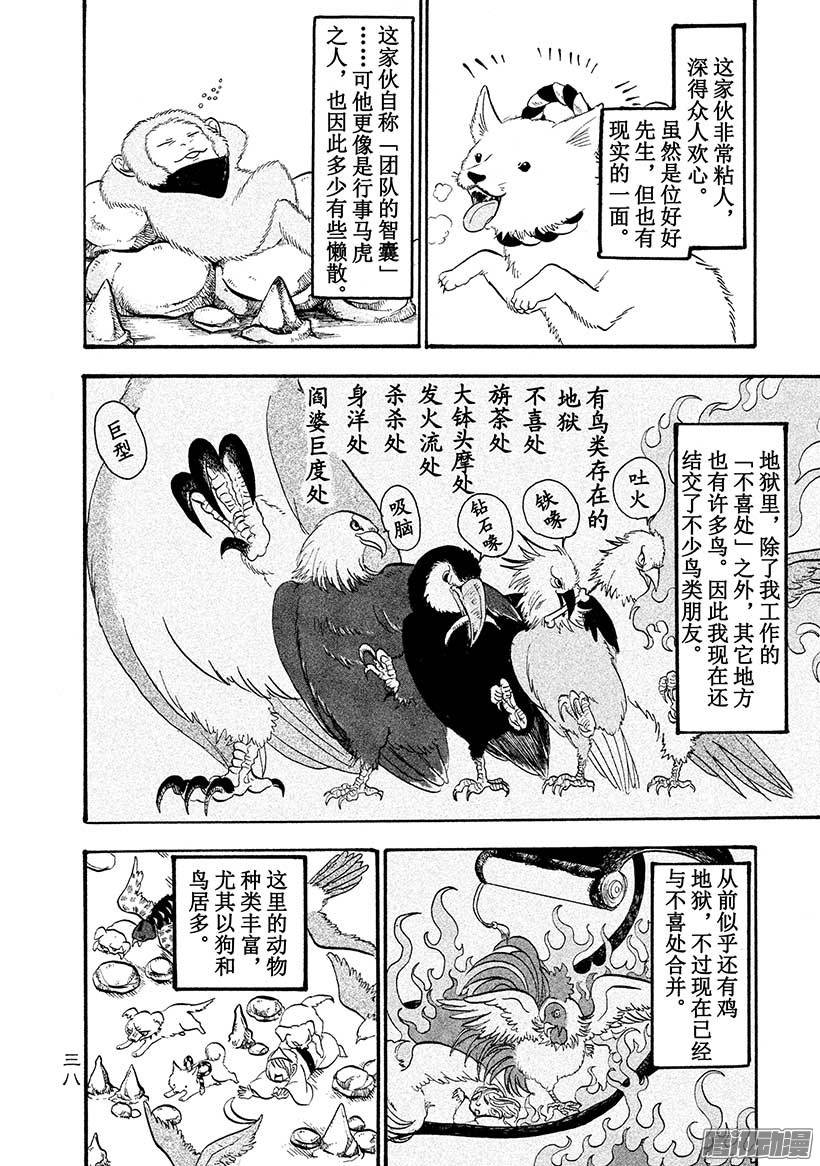 这家伙非常粘人，
深得众人欢心。
虽然是位好好
先生，但也有
现实的一面。
这家伙自称「团队的智囊」
……可他更像是行事马虎
之人，也因此多少有些懒散。
地狱里，除了我工作的
「不喜处」之外，其它地方
也有许多鸟。因此我现在还
结交了不少鸟类朋友。
有鸟类存在的
地狱
不喜处
旃荼处
大钵头摩处
发火流处
杀杀处
身洋处
阎婆巨度处
吐火
铁喙
钻石喙
吸脑
巨型
从前似乎还有鸡
地狱，不过现在已经
与不喜处合并。
这里的动物
种类丰富，
尤其以狗和
鸟居多。
三八
腾讯动漫